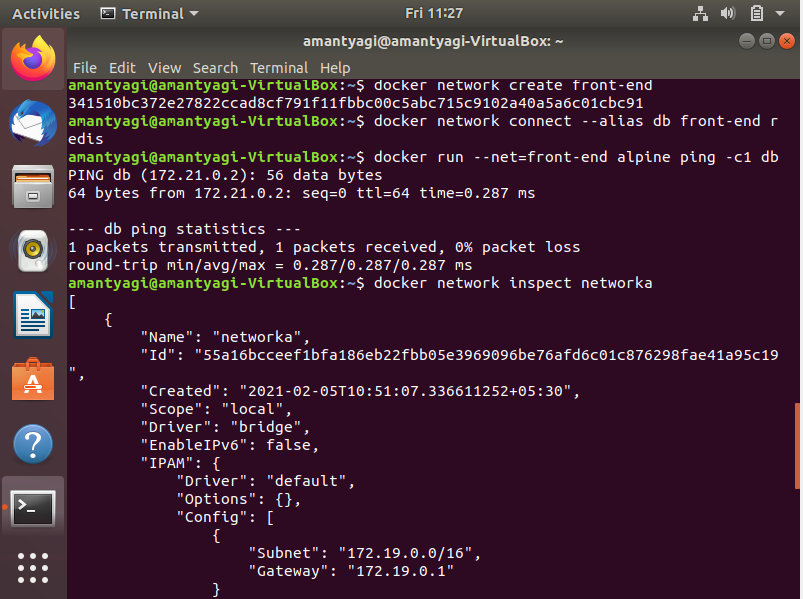 Activities Terminal Fri 11:27
amantyagi@amantyagi-VirtualBox: ~
File Edit View Search Terminal Help
amantyagi@amantyagi-VirtualBox:~$ docker network create front-end
341510bc372e27822ccad8cf791f11fbbc00c5abc715c9102a40a5a6c01cbc91
amantyagi@amantyagi-VirtualBox:~$ docker network connect --alias db front-end r
edis
amantyagi@amantyagi-VirtualBox:~$ docker run --net=front-end alpine ping -c1 db
PING db (172.21.0.2): 56 data bytes
64 bytes from 172.21.0.2: seq=0 ttl=64 time=0.287 ms
--- db ping statistics ---
1 packets transmitted, 1 packets received, 0% packet loss
round-trip min/avg/max = 0.287/0.287/0.287 ms
amantyagi@amantyagi-VirtualBox:~$ docker network inspect networka
[
    {
        "Name": "networka",
        "Id": "55a16bcceef1bfa186eb22fbb05e3969096be76afd6c01c876298fae41a95c19
",
        "Created": "2021-02-05T10:51:07.336611252+05:30",
        "Scope": "local",
        "Driver": "bridge",
        "EnableIPv6": false,
        "IPAM": {
            "Driver": "default",
            "Options": {},
            "Config": [
                {
                    "Subnet": "172.19.0.0/16",
                    "Gateway": "172.19.0.1"
                }